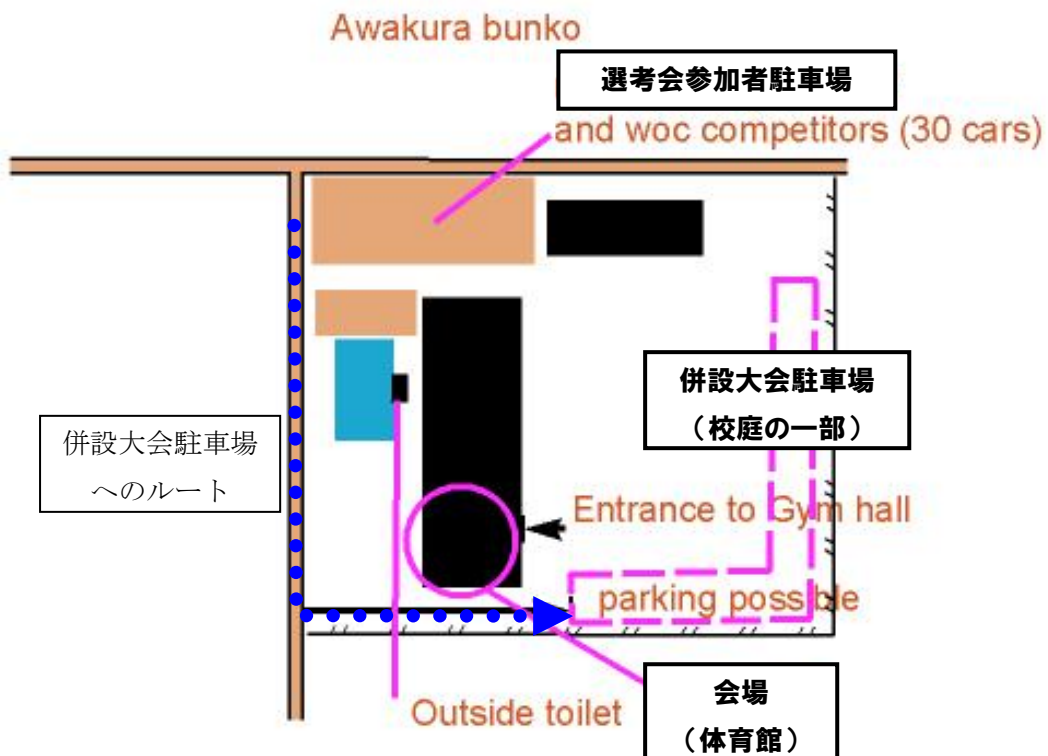 Awakura bunko
選考会参加者駐車場
and woc competitors (30 cars)
併設大会駐車場
（校庭の一部）
併設大会駐車場
へのルート
Entrance to Gym hall
parking possible
会場
（体育館）
Outside toilet